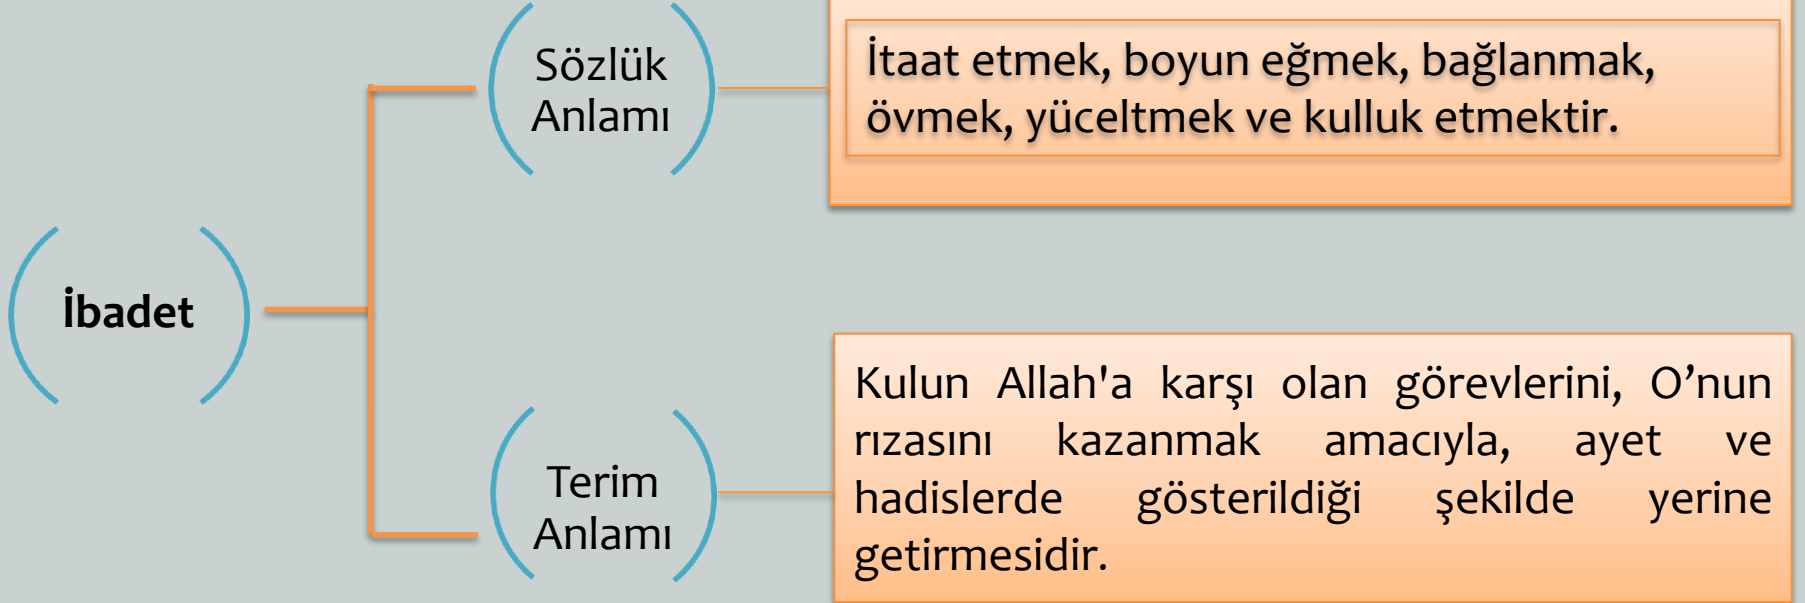 Sözlük
Anlamı
İtaat etmek, boyun eğmek, bağlanmak,
övmek, yüceltmek ve kulluk etmektir.
İbadet
Terim
Anlamı
Kulun Allah'a karşı olan görevlerini, O’nun
rızasını kazanmak amacıyla, ayet ve
hadislerde gösterildiği şekilde yerine
getirmesidir.